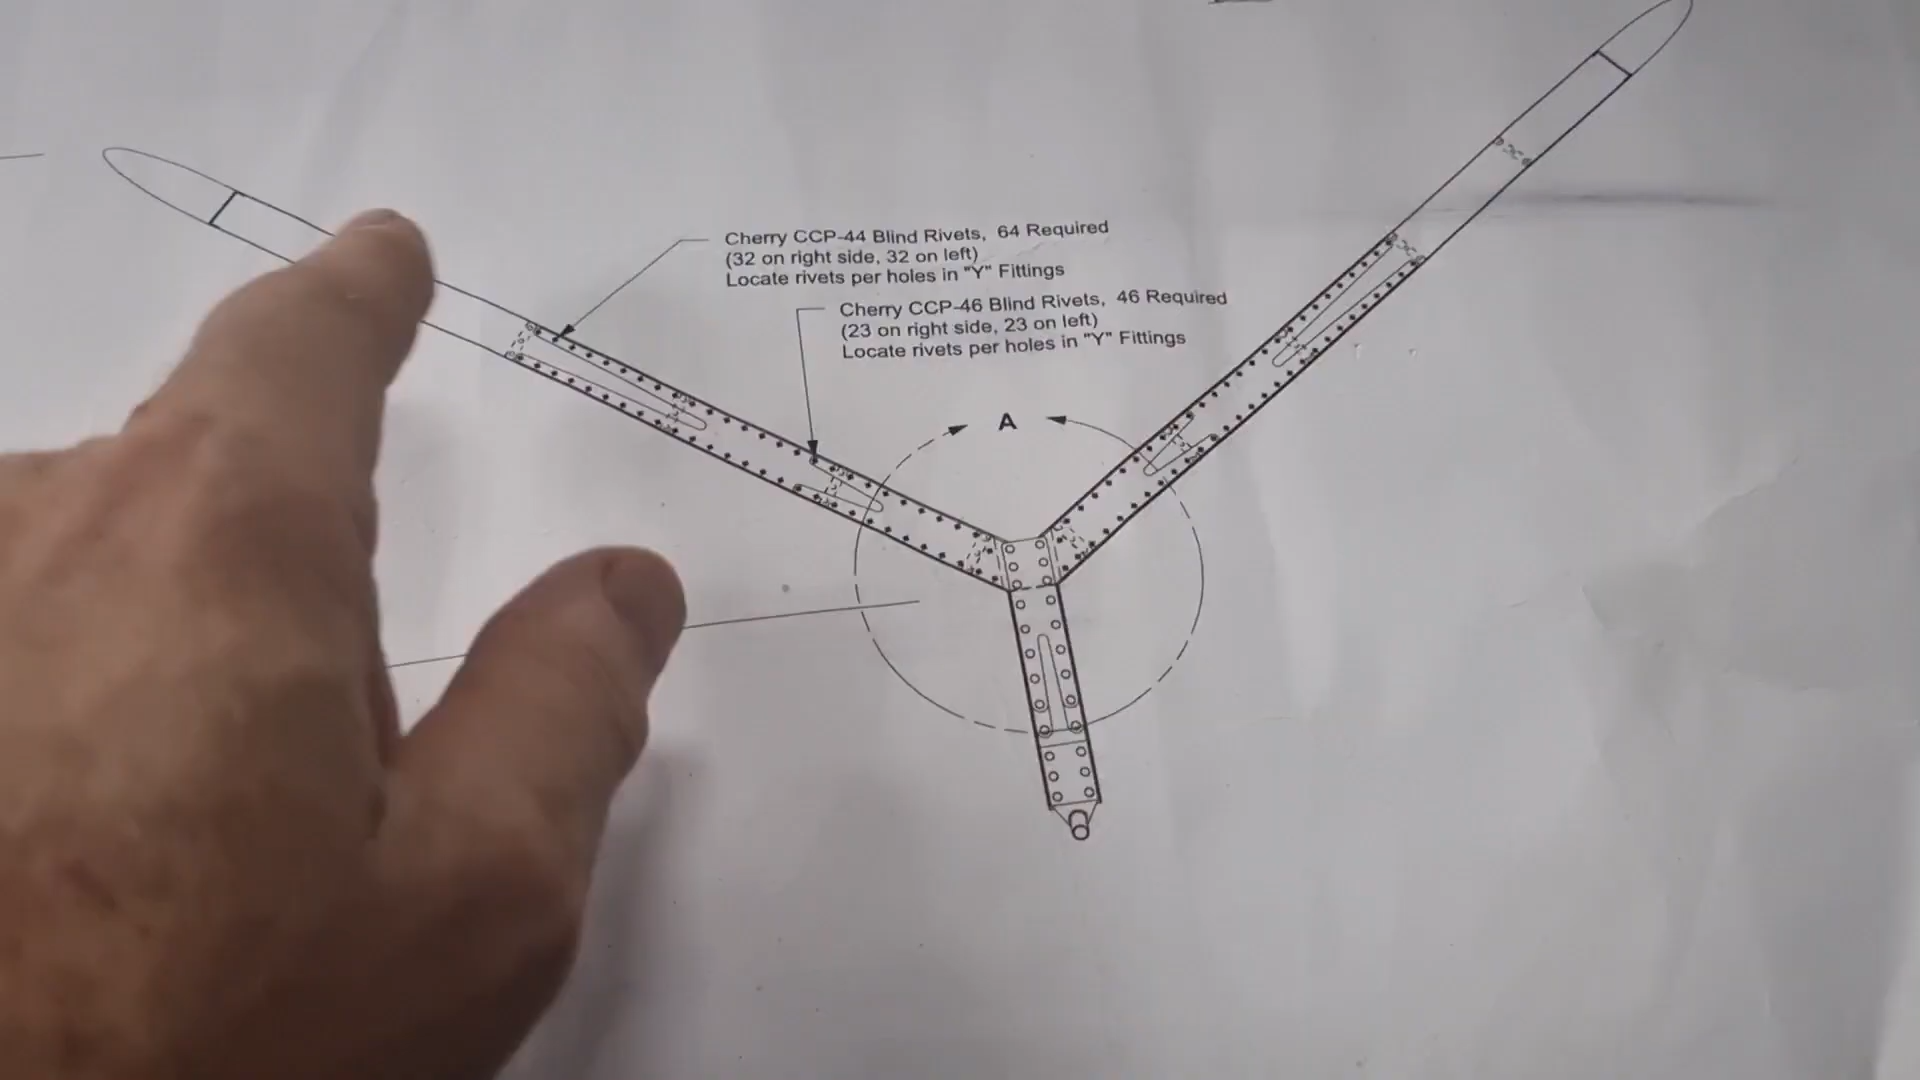 Cherry CCP-44 Blind Rivets, 64 Required
(32 on right side, 32 on left)
Locate rivets per holes in "Y" Fittings
Cherry CCP-46 Blind Rivets, 46 Required
(23 on right side, 23 on left)
Locate rivets per holes in "Y" Fittings
A